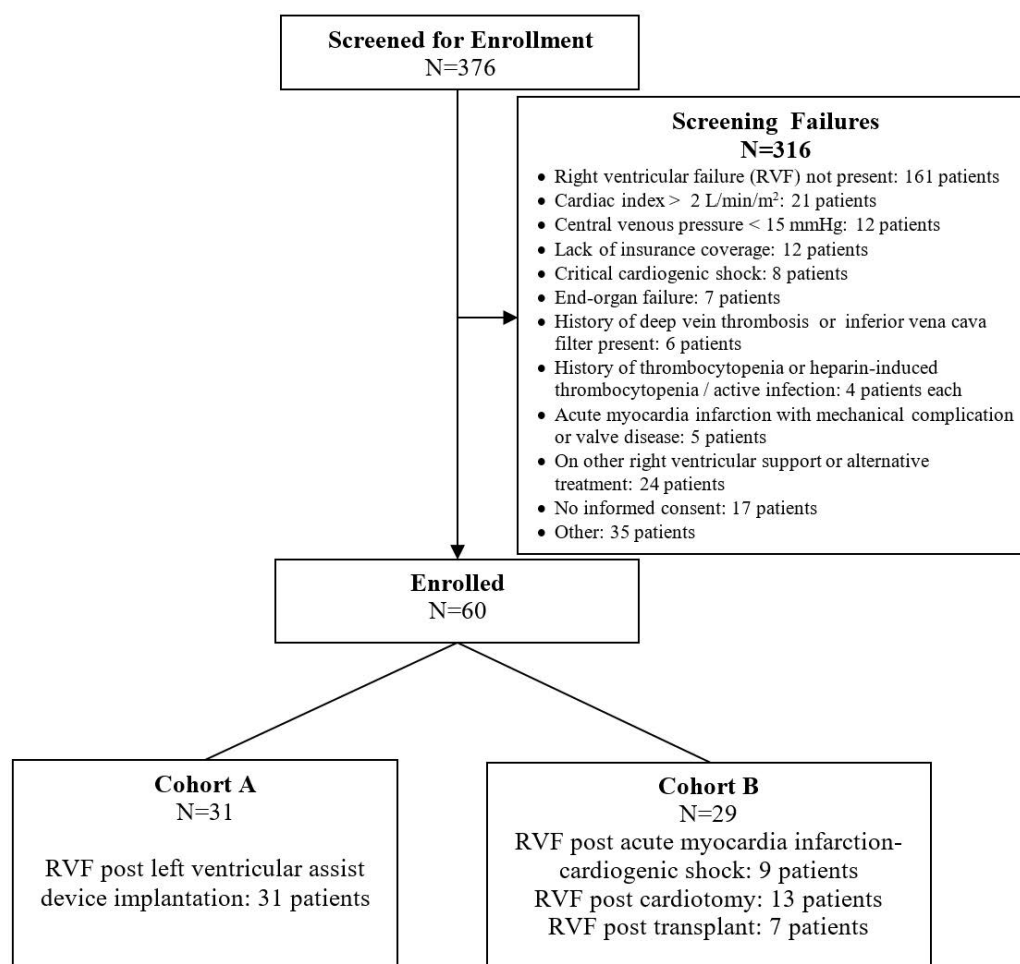 Screened for Enrollment
N=376
Screening Failures
N=316
• Right ventricular failure (RVF) not present: 161 patients
• Cardiac index > 2 L/min/m²: 21 patients
• Central venous pressure < 15 mmHg: 12 patients
• Lack of insurance coverage: 12 patients
• Critical cardiogenic shock: 8 patients
• End-organ failure: 7 patients
• History of deep vein thrombosis or inferior vena cava
filter present: 6 patients
• History of thrombocytopenia or heparin-induced
thrombocytopenia / active infection: 4 patients each
• Acute myocardia infarction with mechanical complication
or valve disease: 5 patients
• On other right ventricular support or alternative
treatment: 24 patients
• No informed consent: 17 patients
• Other: 35 patients
Enrolled
N=60
Cohort A
N=31
RVF post left ventricular assist
device implantation: 31 patients
Cohort B
N=29
RVF post acute myocardia infarction-
cardiogenic shock: 9 patients
RVF post cardiotomy: 13 patients
RVF post transplant: 7 patients